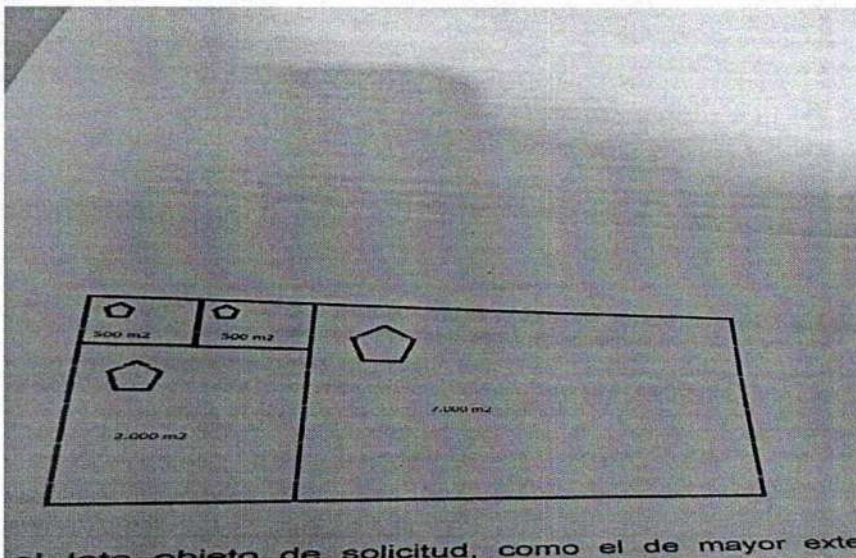 500 m2
500 m2
2.000 m2
7.000 m2
lote objeto de solicitud, como el de mayor exte